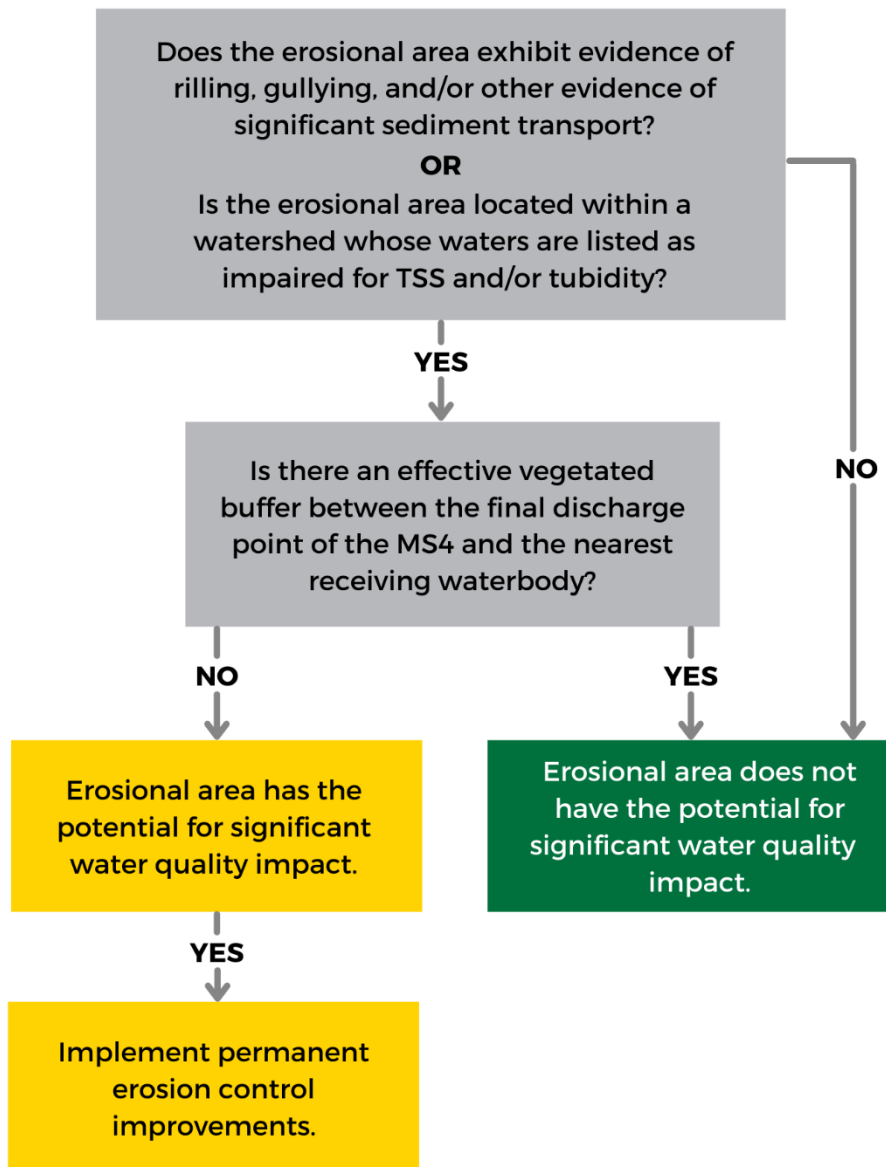 Does the erosional area exhibit evidence of
rilling, gullying, and/or other evidence of
significant sediment transport?
OR
Is the erosional area located within a
watershed whose waters are listed as
impaired for TSS and/or tubidity?
YES
NO
Is there an effective vegetated
buffer between the final discharge
point of the MS4 and the nearest
receiving waterbody?
NO
YES
Erosional area has the
potential for significant
water quality impact.
Erosional area does not
have the potential for
significant water quality
impact.
YES
Implement permanent
erosion control
improvements.